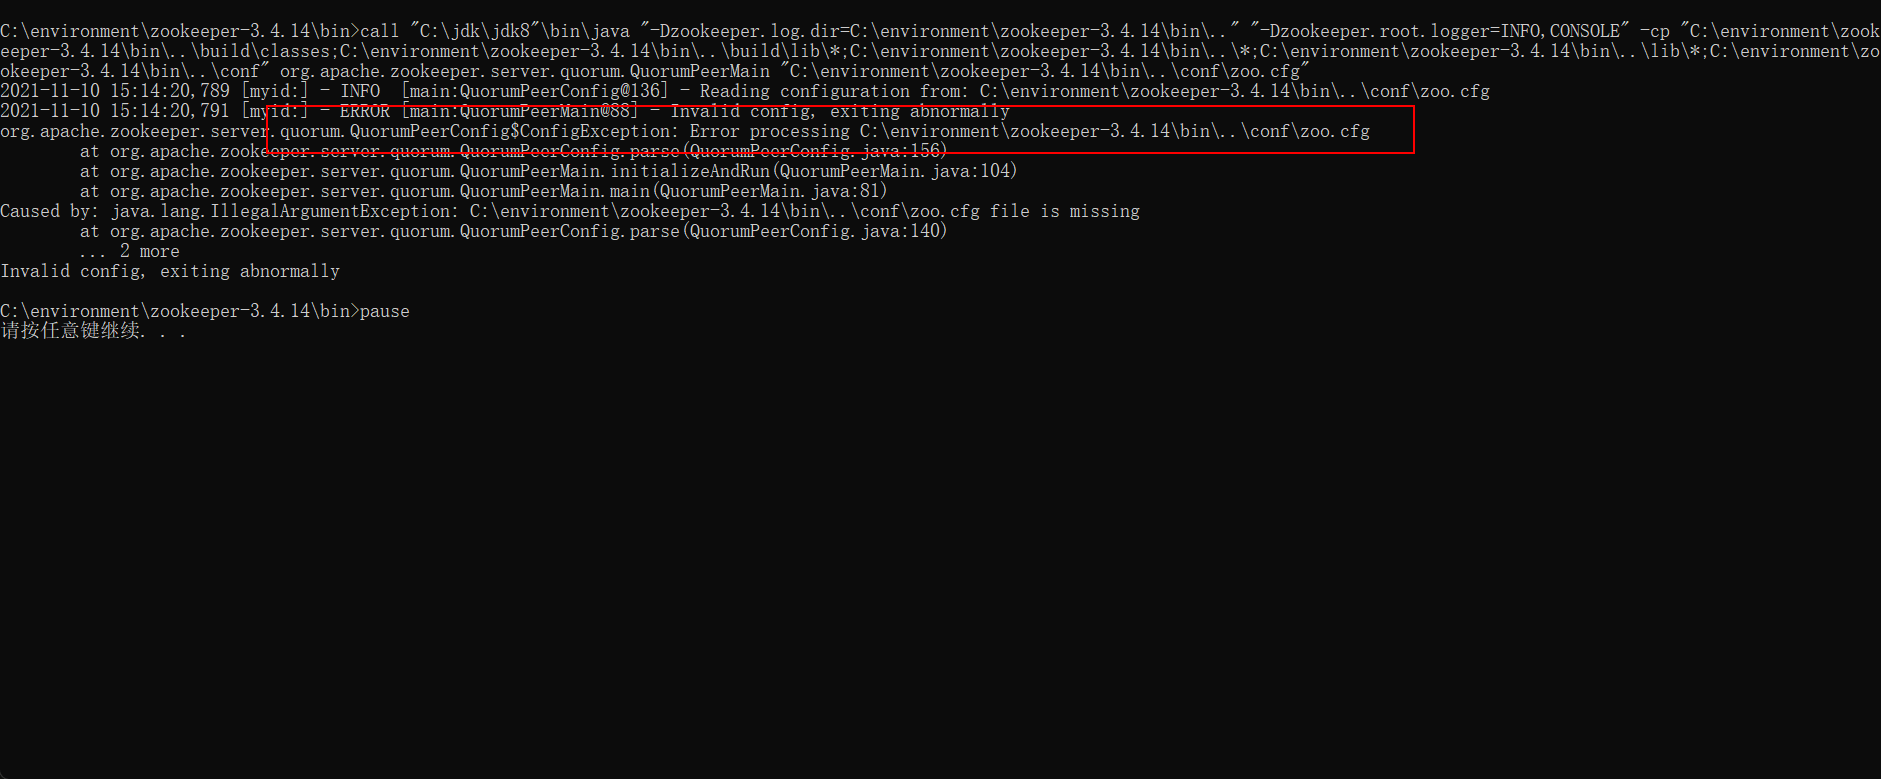 C:\environment\zookeeper-3.4.14\bin>call "C:\jdk\jdk8"\bin\java "-Dzookeeper.log.dir=C:\environment\zookeeper-3.4.14\bin\.." "-Dzookeeper.root.logger=INFO,CONSOLE" -cp "C:\environment\zook
eeper-3.4.14\bin\..\build\classes;C:\environment\zookeeper-3.4.14\bin\..\build\lib\*;C:\environment\zookeeper-3.4.14\bin\..\*;C:\environment\zookeeper-3.4.14\bin\..\lib\*;C:\environment\zo
okeeper-3.4.14\bin\..\conf" org.apache.zookeeper.server.quorum.QuorumPeerMain "C:\environment\zookeeper-3.4.14\bin\..\conf\zoo.cfg"
2021-11-10 15:14:20,789 [myid:] - INFO  [main:QuorumPeerConfig@136] - Reading configuration from: C:\environment\zookeeper-3.4.14\bin\..\conf\zoo.cfg
2021-11-10 15:14:20,791 [myid:] - ERROR [main:QuorumPeerMain@88] - Invalid config, exiting abnormally
org.apache.zookeeper.server.quorum.QuorumPeerConfig$ConfigException: Error processing C:\environment\zookeeper-3.4.14\bin\..\conf\zoo.cfg
        at org.apache.zookeeper.server.quorum.QuorumPeerConfig.parse(QuorumPeerConfig.java:156)
        at org.apache.zookeeper.server.quorum.QuorumPeerMain.initializeAndRun(QuorumPeerMain.java:104)
        at org.apache.zookeeper.server.quorum.QuorumPeerMain.main(QuorumPeerMain.java:81)
Caused by: java.lang.IllegalArgumentException: C:\environment\zookeeper-3.4.14\bin\..\conf\zoo.cfg file is missing
        at org.apache.zookeeper.server.quorum.QuorumPeerConfig.parse(QuorumPeerConfig.java:140)
        ... 2 more
Invalid config, exiting abnormally
C:\environment\zookeeper-3.4.14\bin>pause
请按任意键继续. . .